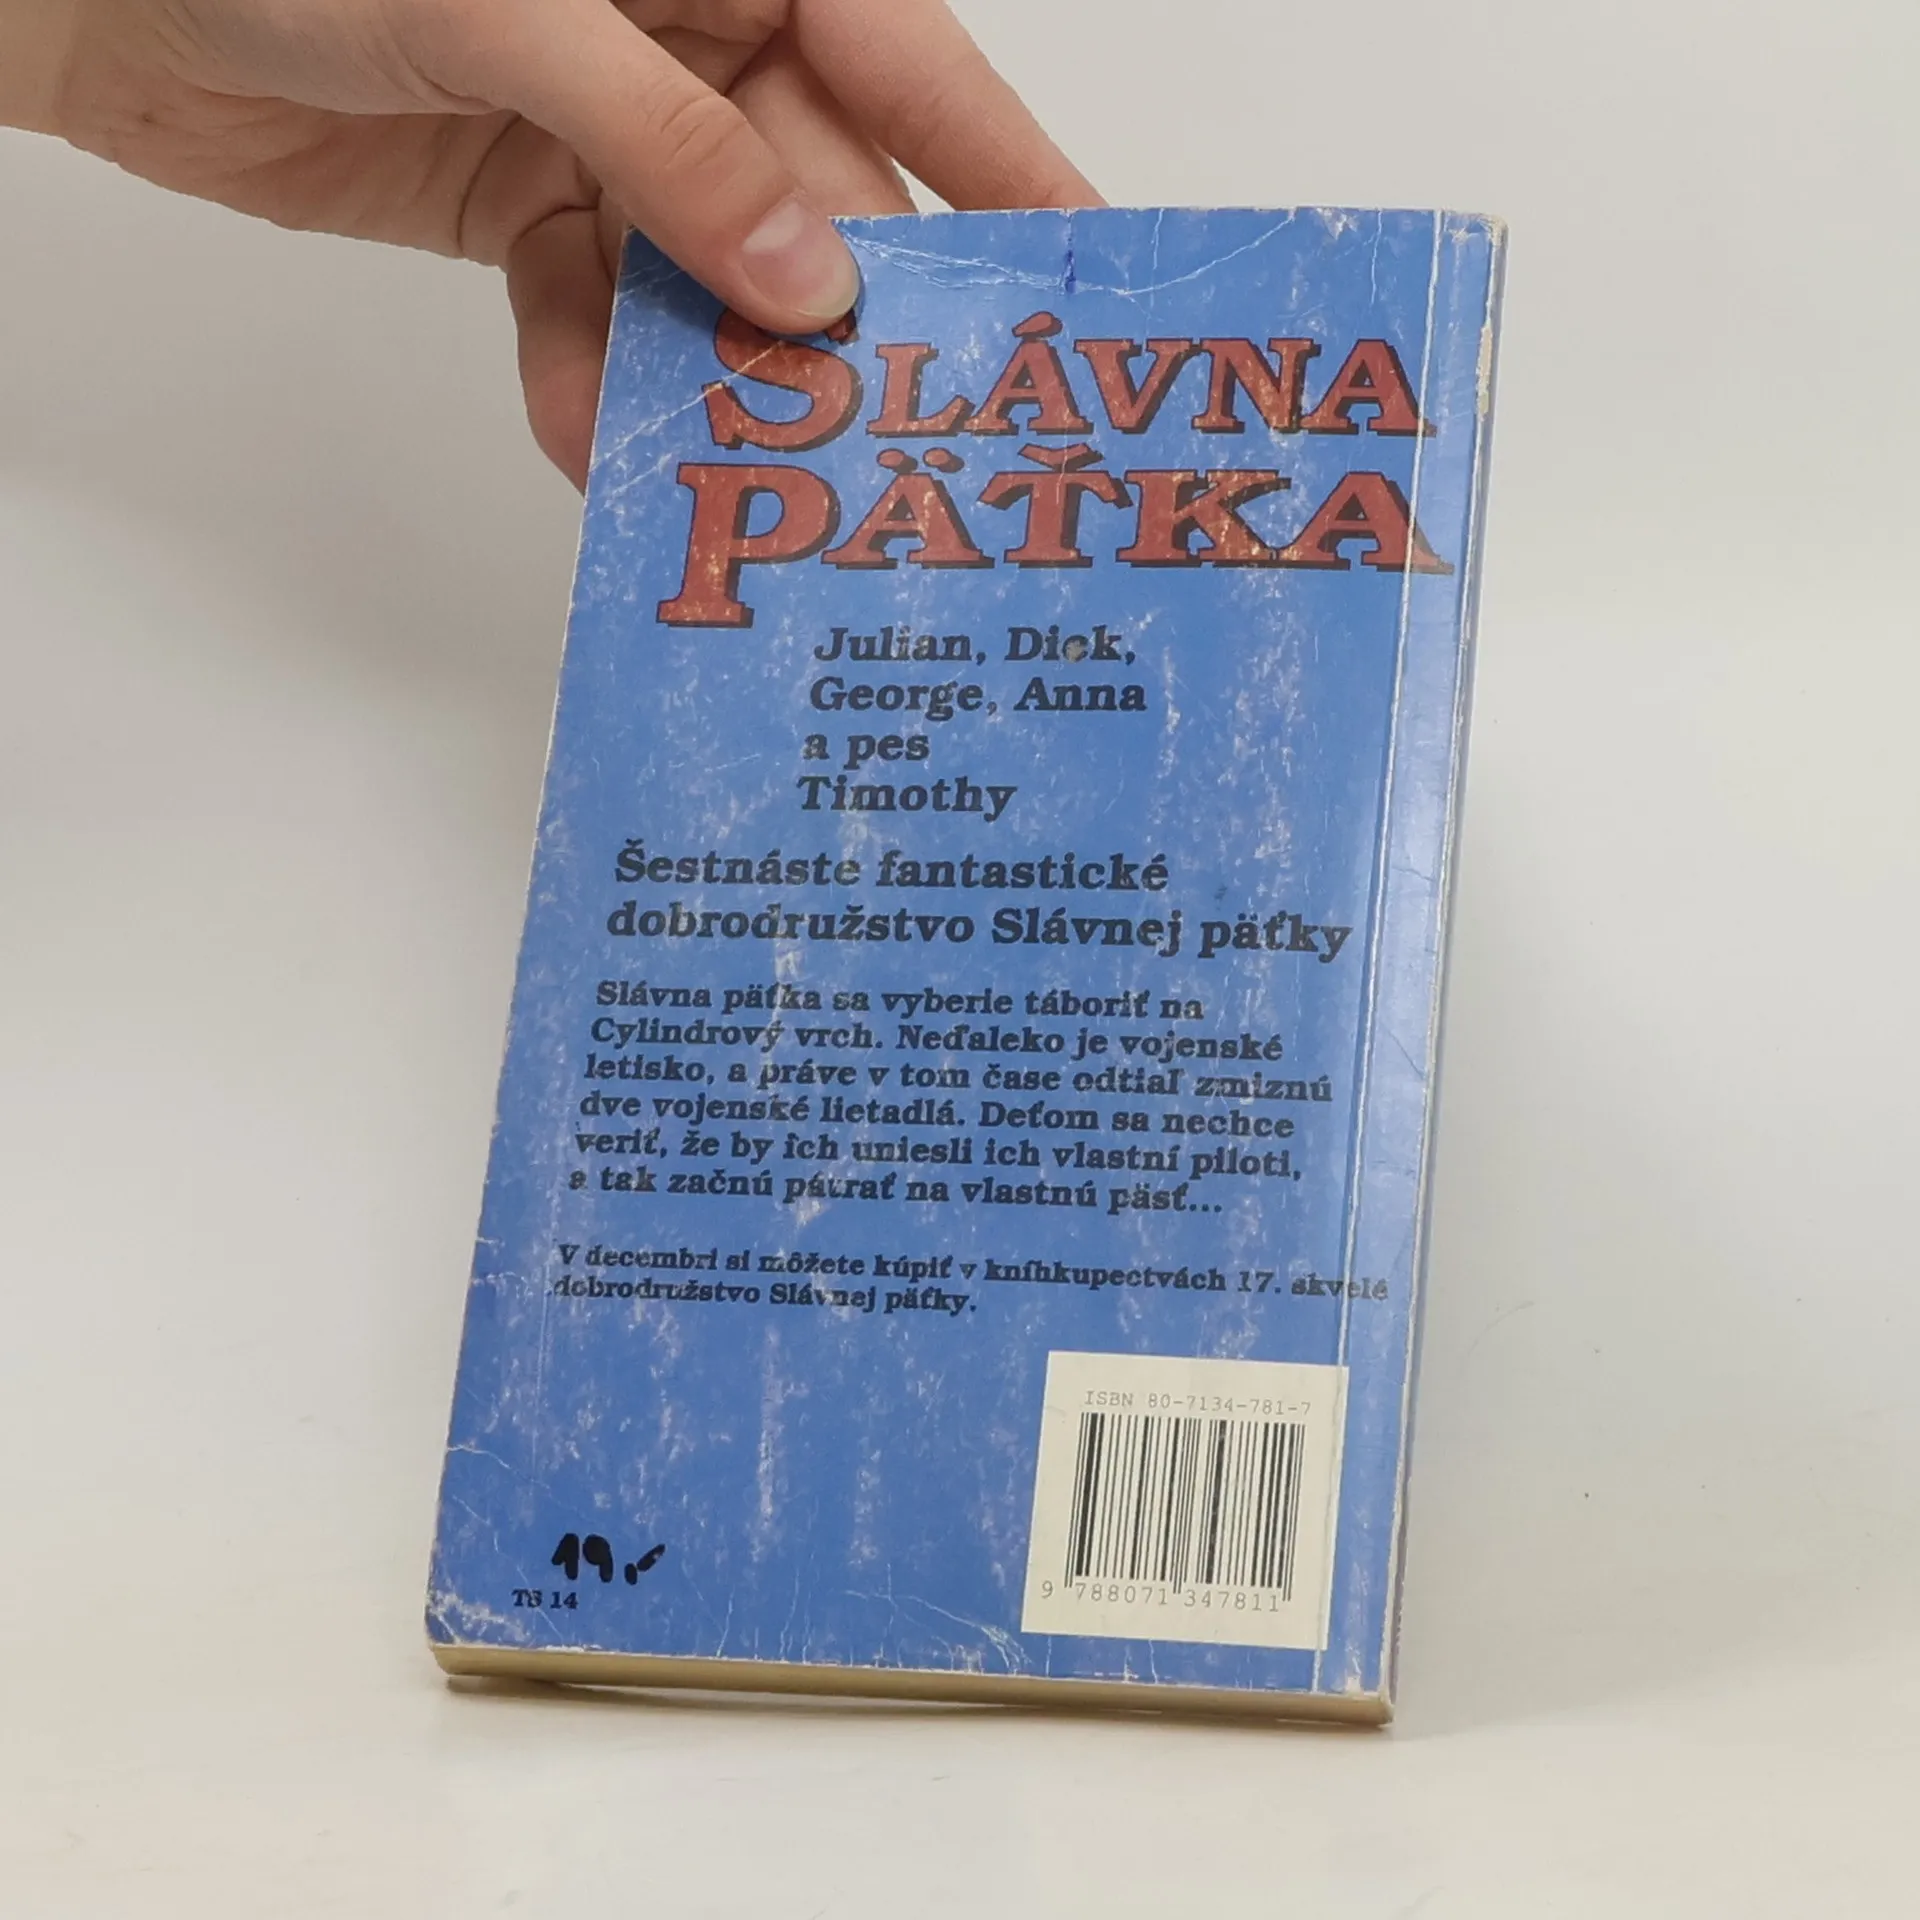 SLÁVNA
PÄŤKA
Julian, Dick,
George, Anna
a pes
Timothy
Šestnáste fantastické
dobrodružstvo Slávnej päťky
Slávna päťka sa vyberie táboriť na
Cylindrový vrch. Neďaleko je vojenské
letisko, a práve v tom čase odtiaľ zmiznú
dve vojenské lietadlá. Deťom sa nechce
veriť, že by ich uniesli ich vlastní piloti,
a tak začnú pátrať na vlastnú päsť...
V decembri si môžete kúpiť v kníhkupectvách 17. skvelé
dobrodružstvo Slávnej päťky.
ISBN 80-7134-781-7
9 788071 347811
19,-
TS 14